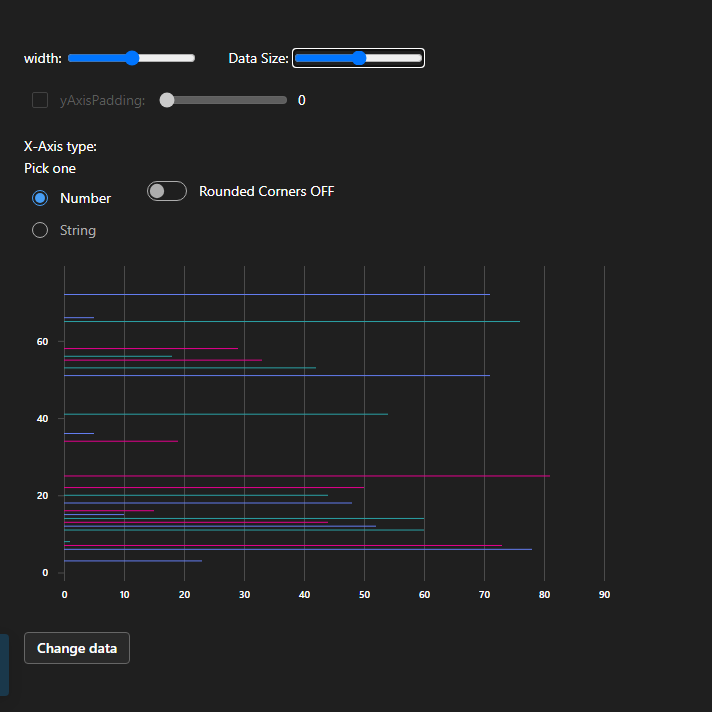 width: Data Size:
yAxisPadding: 0
X-Axis type:
Pick one
Number
Rounded Corners OFF
String
60
40
20
0
0 10 20 30 40 50 60 70 80 90
Change data